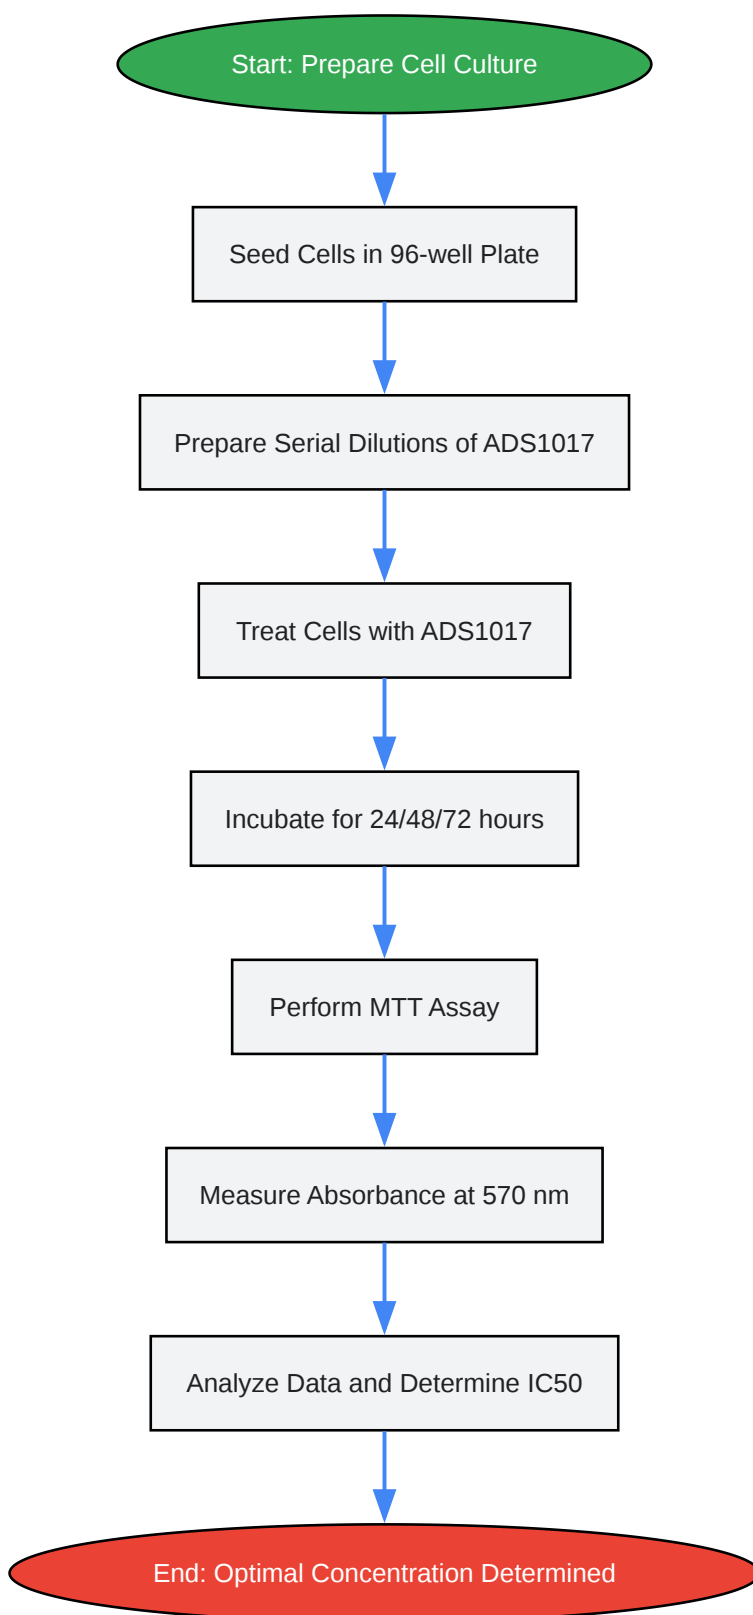 Start: Prepare Cell Culture
Seed Cells in 96-well Plate
Prepare Serial Dilutions of ADS1017
Treat Cells with ADS1017
Incubate for 24/48/72 hours
Perform MTT Assay
Measure Absorbance at 570 nm
Analyze Data and Determine IC50
End: Optimal Concentration Determined